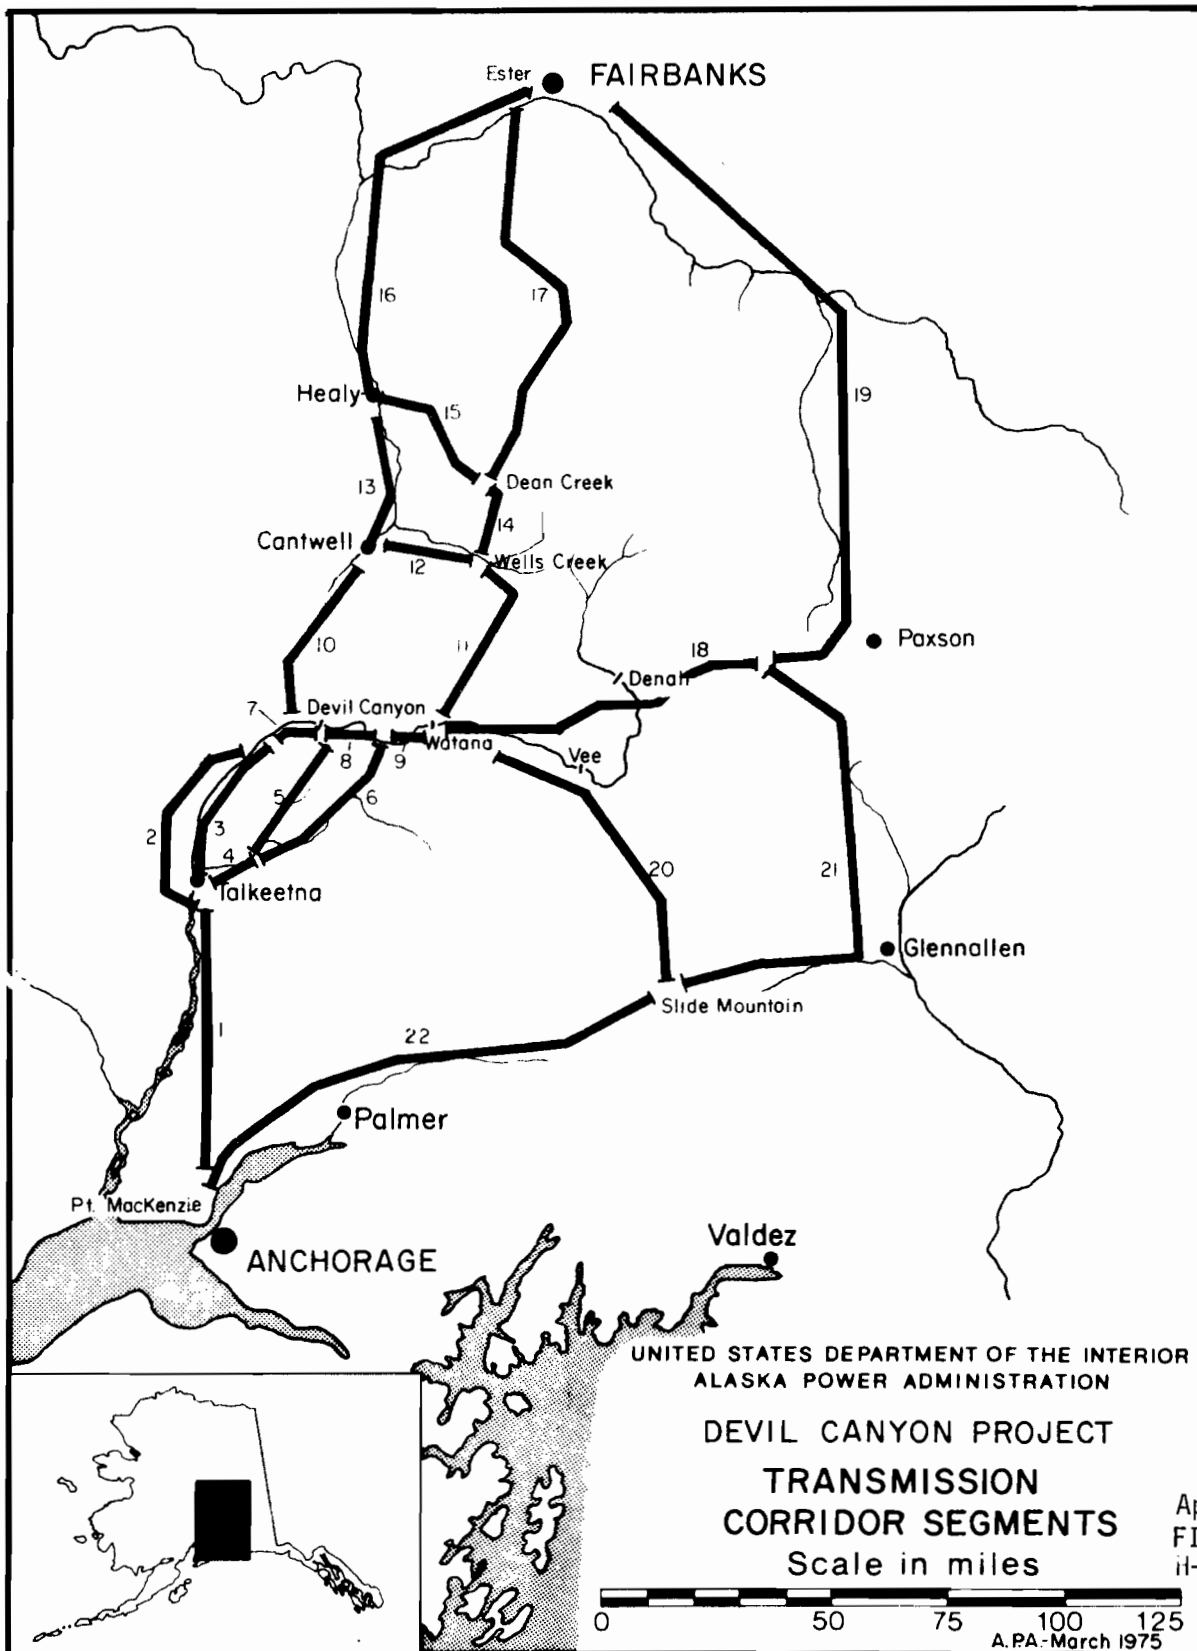 Ester
FAIRBANKS
16
17
19
Healy
15
13
Dean Creek
14
Cantwell
12
Wells Creek
10
11
18
Paxson
Denali
7
Devil Canyon
8
9
Watana
Vee
5
6
2
3
4
Talkeetna
20
21
Glennallen
Slide Mountain
1
22
Palmer
Pt. MacKenzie
ANCHORAGE
Valdez
UNITED STATES DEPARTMENT OF THE INTERIOR
ALASKA POWER ADMINISTRATION
DEVIL CANYON PROJECT
TRANSMISSION
CORRIDOR SEGMENTS
Scale in miles
0 50 75 100 125
A.P.A.-March 1975